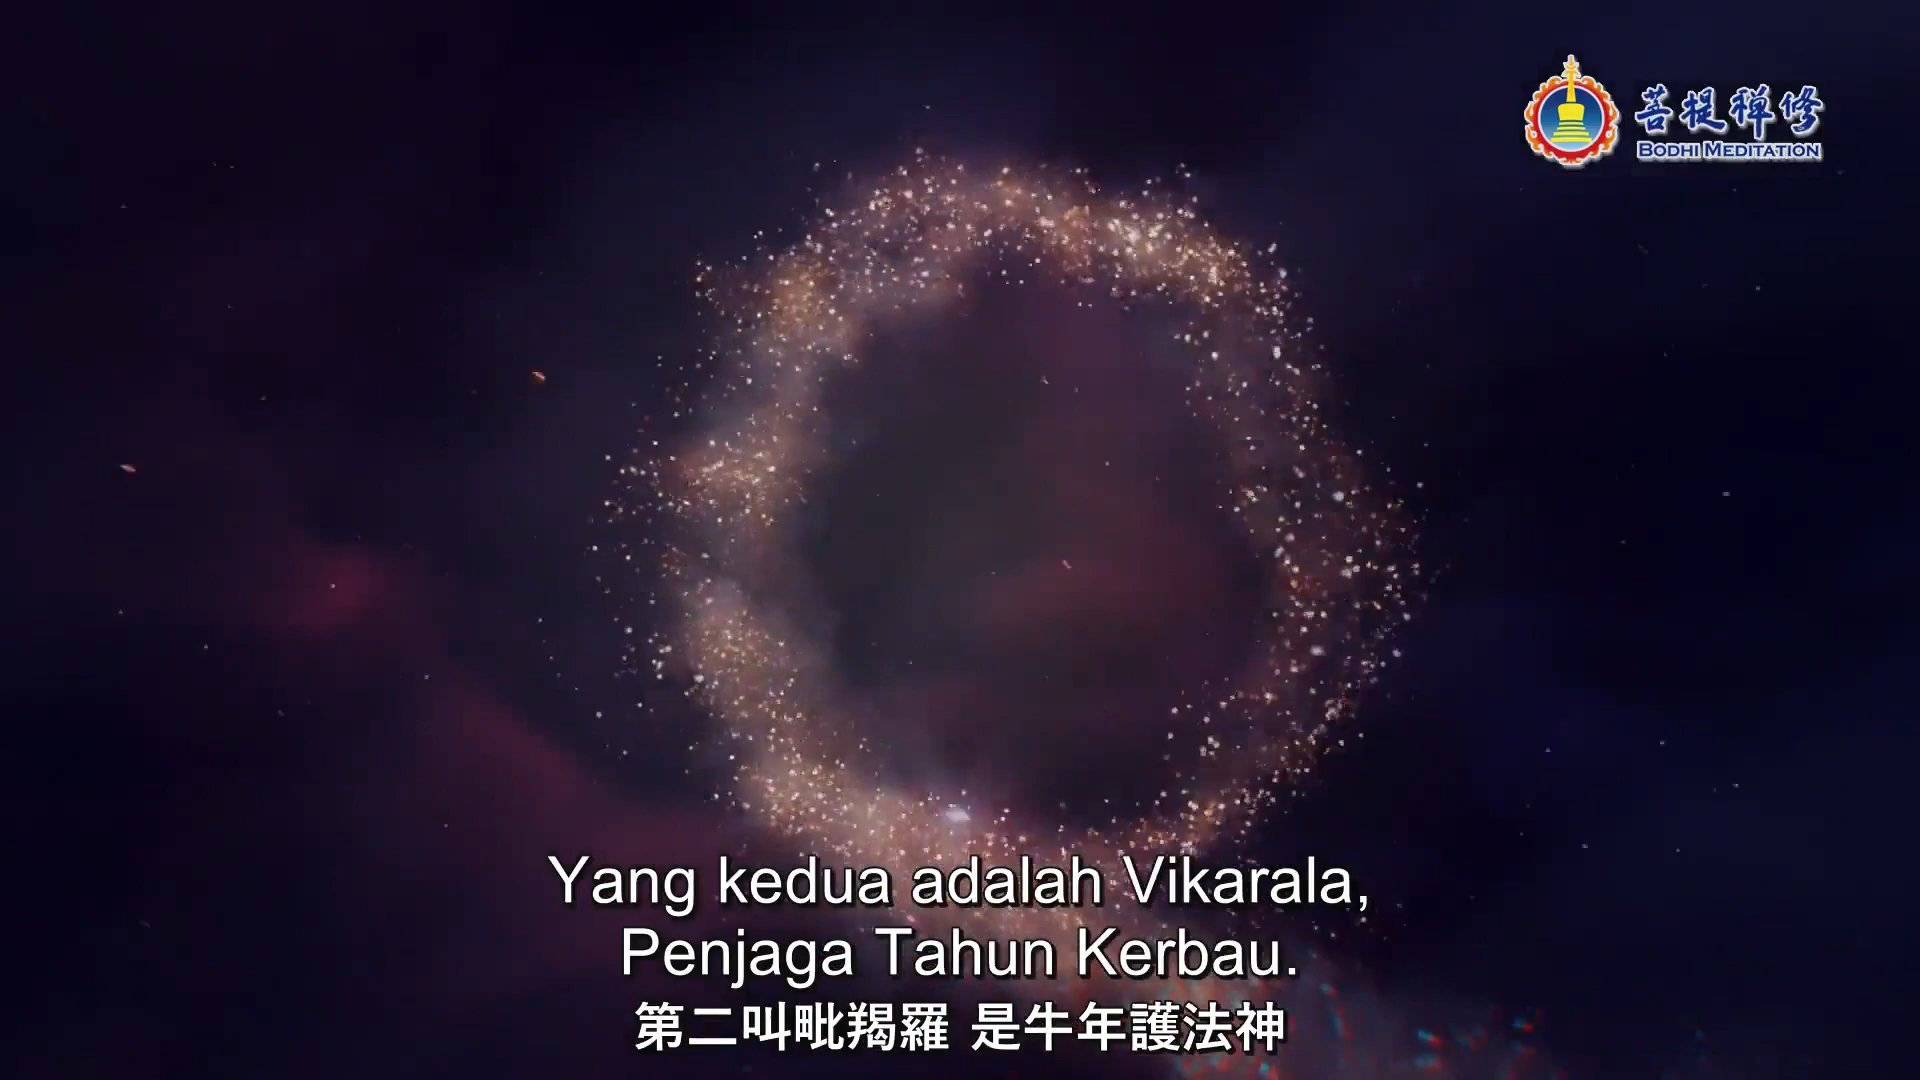 菩提禪修
BODHI MEDITATION
Yang kedua adalah Vikarala,
Penjaga Tahun Kerbau.
第二叫毗羯羅 是牛年護法神